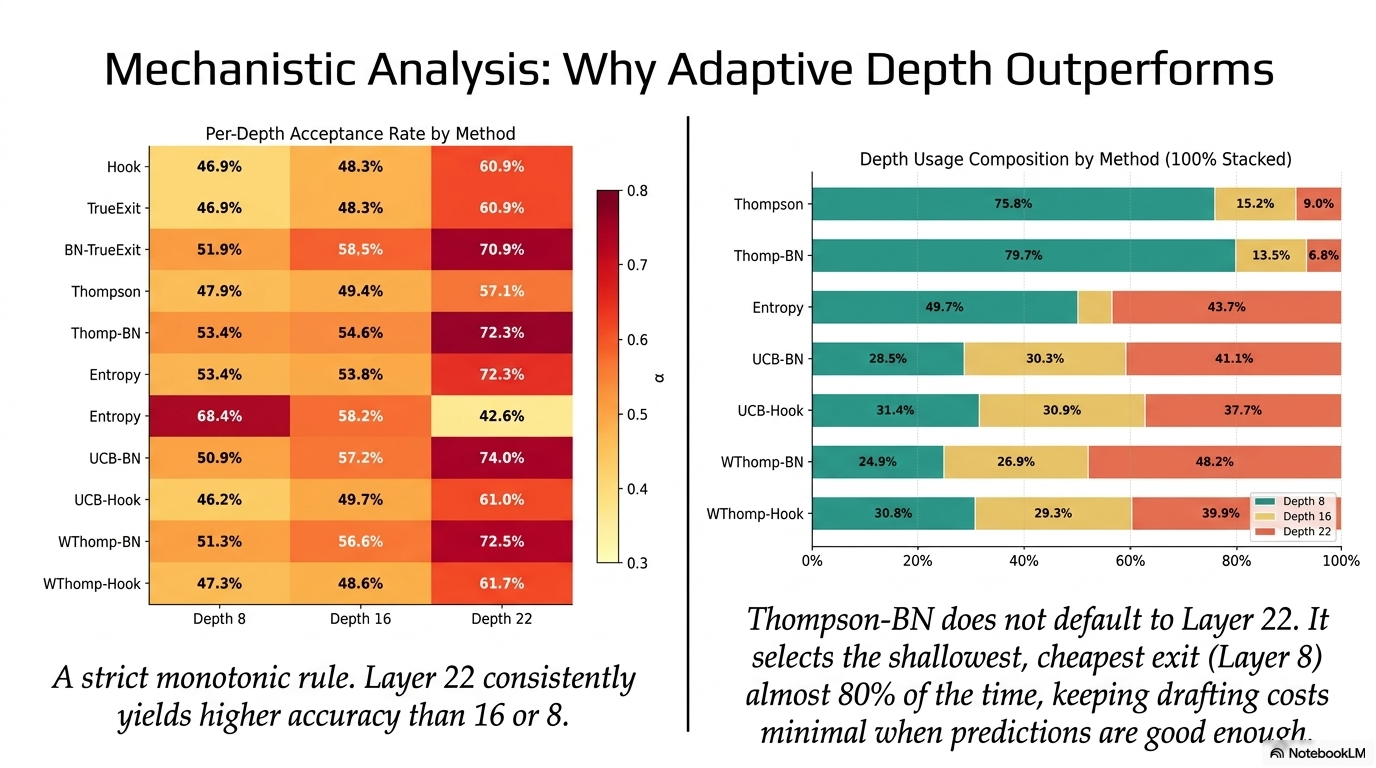 Mechanistic Analysis: Why Adaptive Depth Outperforms
Per-Depth Acceptance Rate by Method
Hook 46.9% 48.3% 60.9%
TrueExit 46.9% 48.3% 60.9%
BN-TrueExit 51.9% 58,5% 70.9%
Thompson 47.9% 49.4% 57.1%
Thomp-BN 53.4% 54.6% 72.3%
Entropy 53.4% 53.8% 72.3%
Entropy 68.4% 58.2% 42.6%
UCB-BN 50.9% 57.2% 74.0%
UCB-Hook 46.2% 49.7% 61.0%
WThomp-BN 51.3% 56.6% 72.5%
WThomp-Hook 47.3% 48.6% 61.7%
Depth 8 Depth 16 Depth 22
0.8
0.7
0.6
0.5
0.4
0.3
α
A strict monotonic rule. Layer 22 consistently
yields higher accuracy than 16 or 8.
Depth Usage Composition by Method (100% Stacked)
Thompson 75.8% 15.2% 9.0%
Thomp-BN 79.7% 13.5% 6.8%
Entropy 49.7% 43.7%
UCB-BN 28.5% 30.3% 41.1%
UCB-Hook 31.4% 30.9% 37.7%
WThomp-BN 24.9% 26.9% 48.2%
WThomp-Hook 30.8% 29.3% 39.9%
Depth 8
Depth 16
Depth 22
0% 20% 40% 60% 80% 100%
Thompson-BN does not default to Layer 22. It
selects the shallowest, cheapest exit (Layer 8)
almost 80% of the time, keeping drafting costs
minimal when predictions are good enough.
NotebookLM